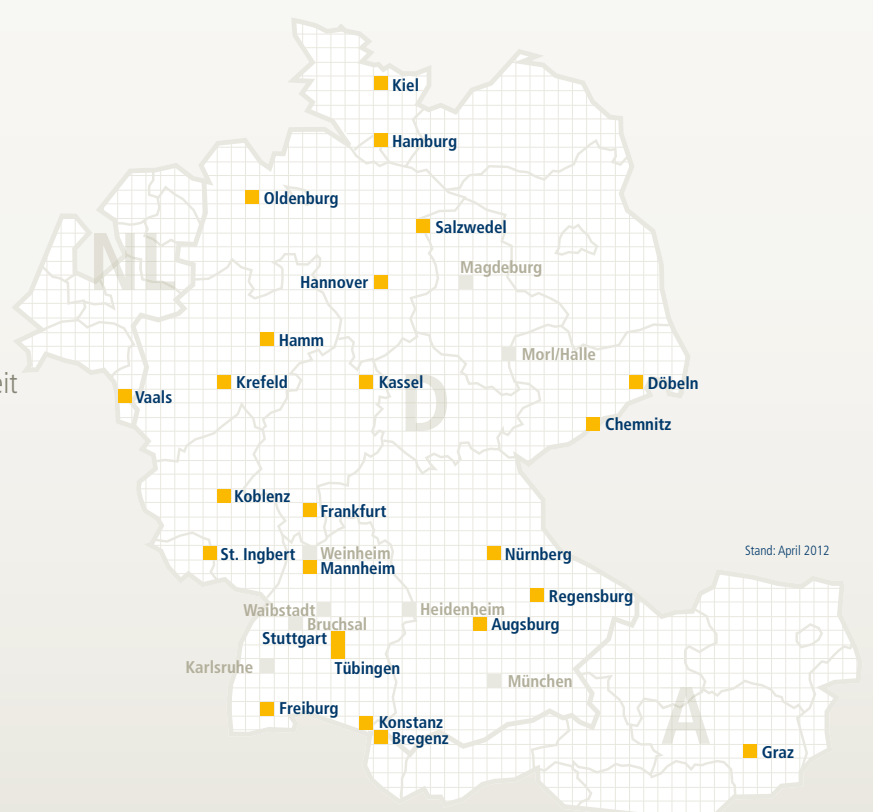 Kiel
Hamburg
Oldenburg
Salzwedel
NL
Magdeburg
Hannover
Hamm
Morl/Halle
eit
Krefeld
Kassel
D
Döbeln
Vaals
Chemnitz
Koblenz
Frankfurt
Stand: April 2012
St. Ingbert
Weinheim
Nürnberg
Mannheim
Regensburg
Waibstadt
Heidenheim
Bruchsal
Augsburg
Stuttgart
Karlsruhe
Tübingen
München
Freiburg
A
Konstanz
Bregenz
Graz